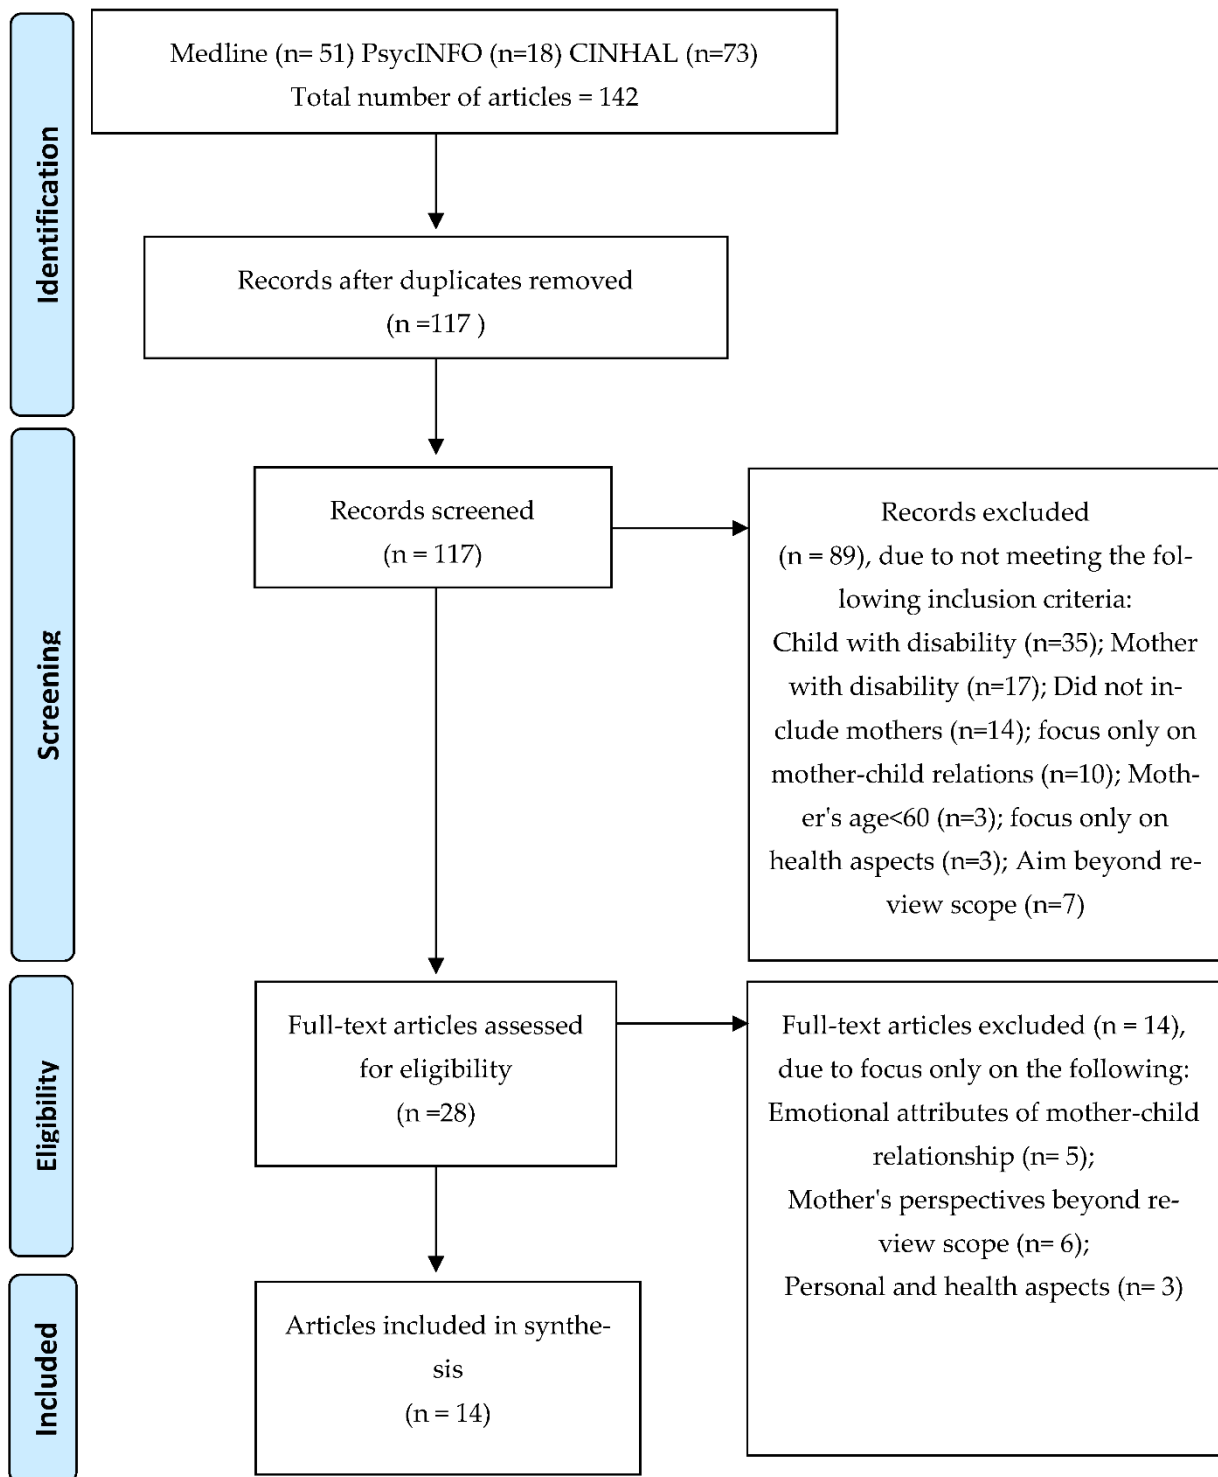 Identification
Medline (n= 51) PsycINFO (n=18) CINHAL (n=73)
Total number of articles = 142
Records after duplicates removed
(n =117 )
Screening
Records screened
(n = 117)
Records excluded
(n = 89), due to not meeting the fol-
lowing inclusion criteria:
Child with disability (n=35); Mother
with disability (n=17); Did not in-
clude mothers (n=14); focus only on
mother-child relations (n=10); Moth-
er's age<60 (n=3); focus only on
health aspects (n=3); Aim beyond re-
view scope (n=7)
Eligibility
Full-text articles assessed
for eligibility
(n =28)
Full-text articles excluded (n = 14),
due to focus only on the following:
Emotional attributes of mother-child
relationship (n= 5);
Mother's perspectives beyond re-
view scope (n= 6);
Personal and health aspects (n= 3)
Included
Articles included in synthe-
sis
(n = 14)